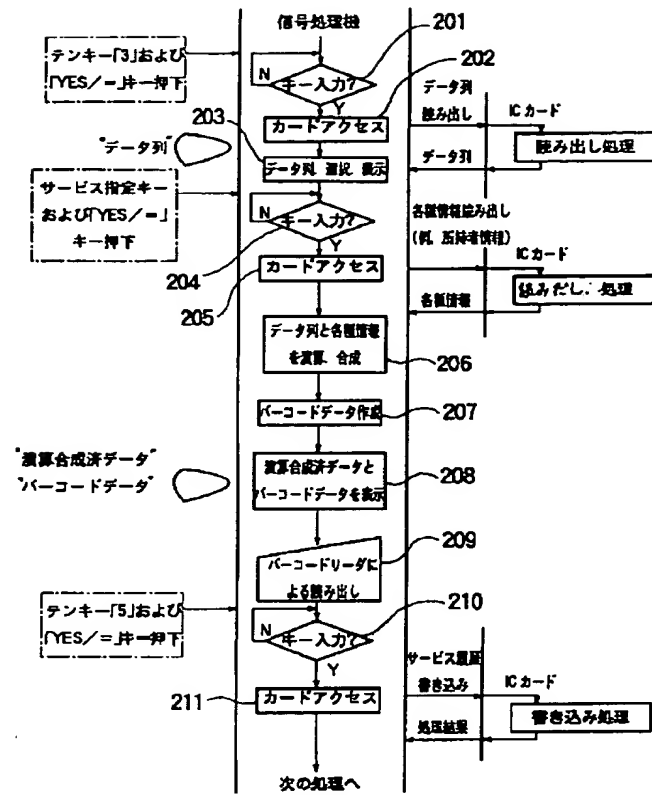 信号処理機
201
テンキー「3」および
「YES/=」キー押下
N
キー入力?
Y
202
カードアクセス
データ列
読み出し
ICカード
読み出し処理
データ列
203
"データ列"
データ列、選択、表示
サービス指定キー
および「YES/=」
キー押下
N
キー入力?
Y
204
各種情報読み出し
(例、所持者情報)
ICカード
カードアクセス
205
各種情報
データ列と各種情報
を演算、合成
206
バーコードデータ作成
207
"演算合成済データ"
"バーコードデータ"
演算合成済データと
バーコードデータを表示
208
209
バーコードリーダに
よる読み出し
テンキー「5」および
「YES/=」キー押下
N
キー入力?
Y
210
サービス履歴
書き込み
ICカード
書き込み処理
処理結果
211
カードアクセス
次の処理へ